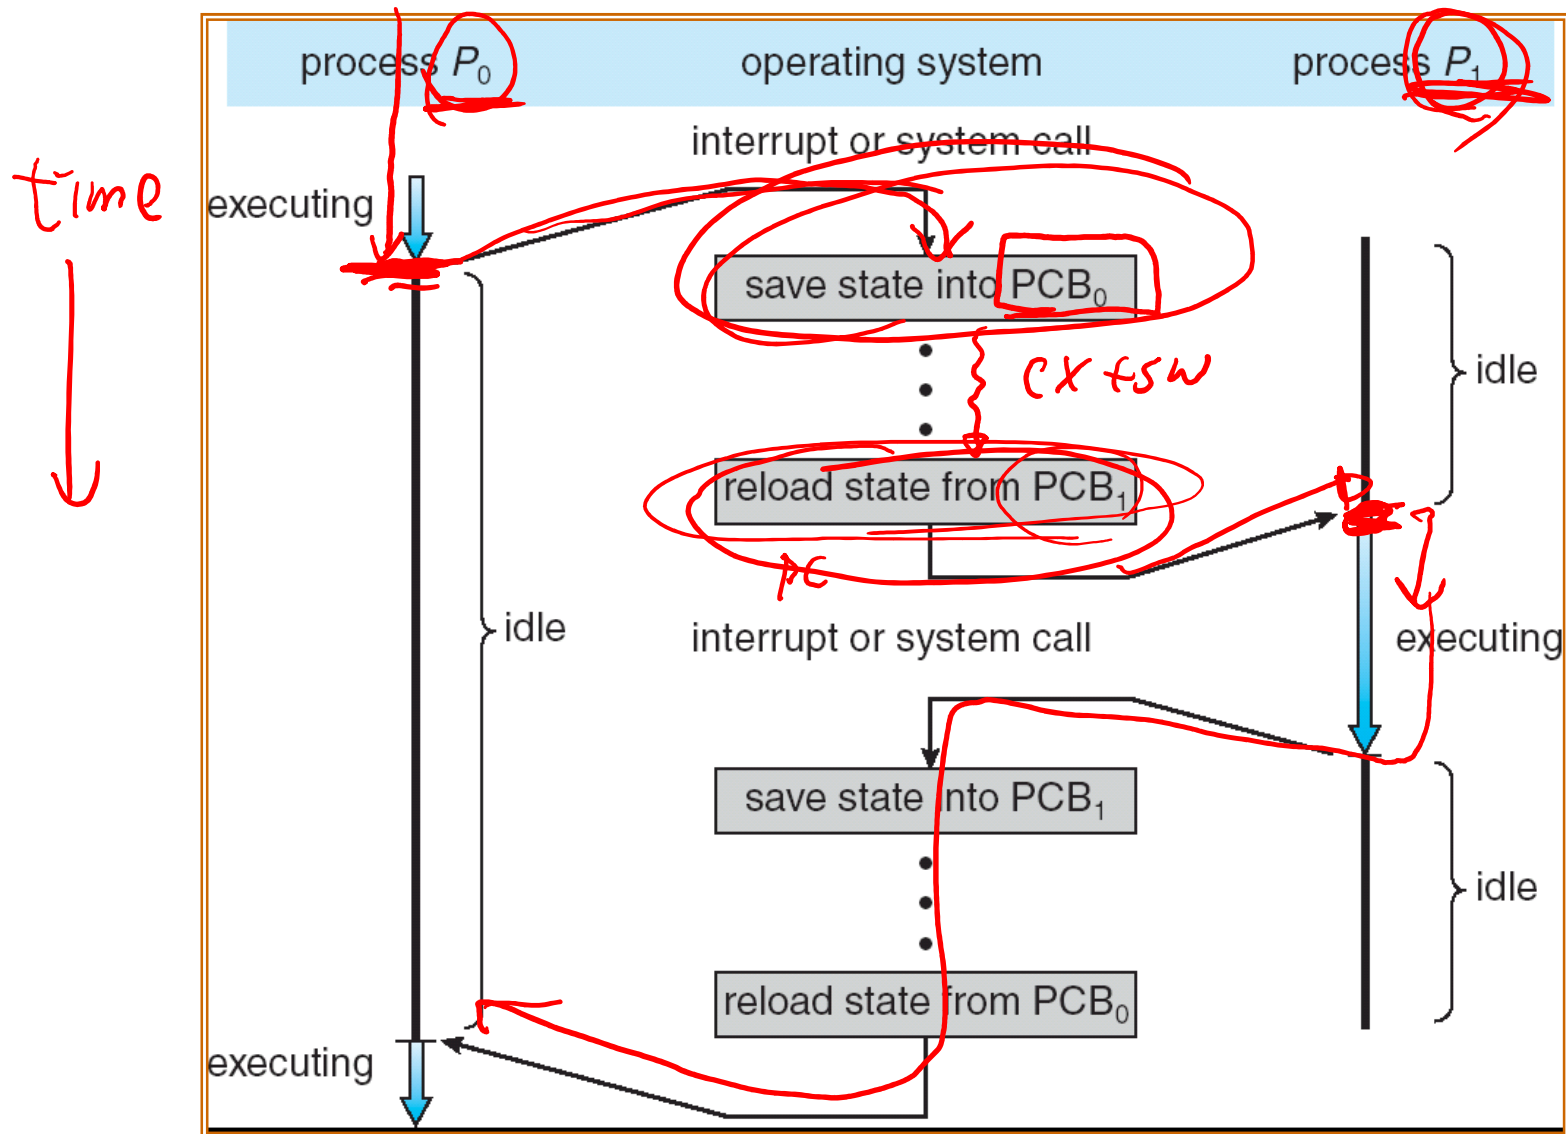 process P₀ operating system process P₁
interrupt or system call
time
executing
save state into PCB₀
idle
cxtsw
reload state from PCB₁
PC
idle
interrupt or system call
executing
save state into PCB₁
idle
reload state from PCB₀
executing